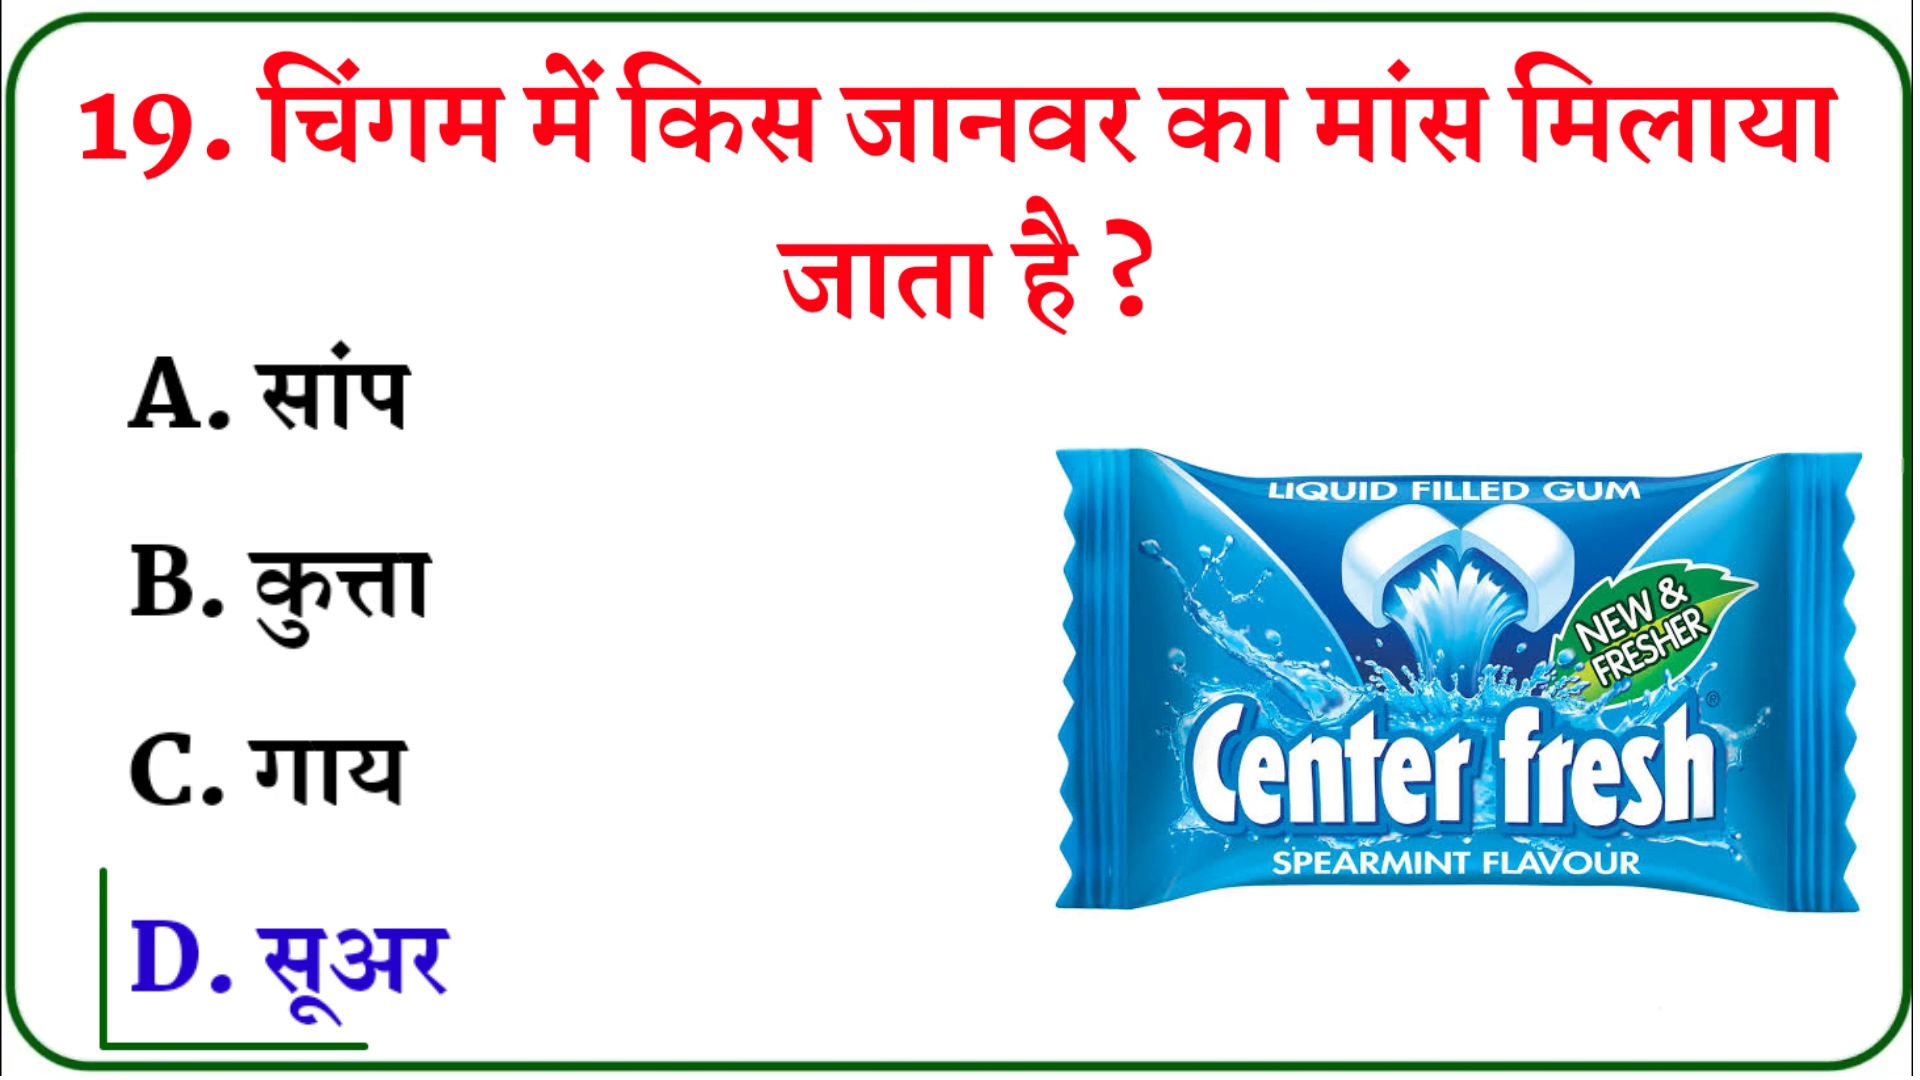 19. चिंगम में किस जानवर का मांस मिलाया
जाता है ?
A. सांप
B. कुत्ता
C. गाय
D. सूअर
LIQUID FILLED GUM
NEW &
FRESHER
Center fresh®
SPEARMINT FLAVOUR